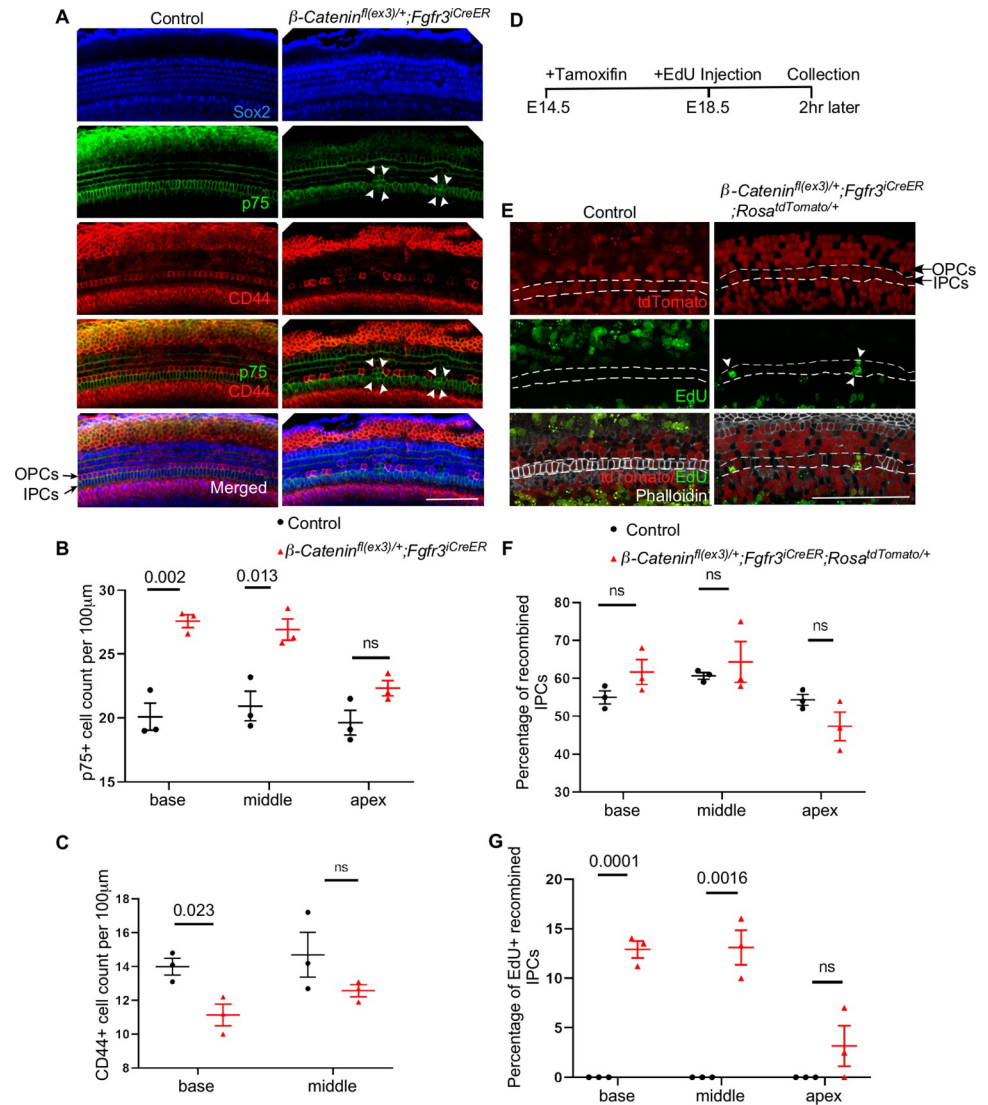 A
Control
β-Catenin^fl(ex3)/+;Fgfr3^iCreER
Sox2
p75
CD44
p75
CD44
OPCs
IPCs
Merged
D
+Tamoxifin
+EdU Injection
Collection
E14.5
E18.5
2hr later
E
Control
β-Catenin^fl(ex3)/+;Fgfr3^iCreER
;Rosa^tdTomato/+
OPCs
IPCs
tdTomato
EdU
tdTomato/EdU
Phalloidin
B
Control
β-Catenin^fl(ex3)/+;Fgfr3^iCreER
p75+ cell count per 100μm
30
25
20
15
0.002
0.013
ns
base
middle
apex
C
CD44+ cell count per 100μm
18
16
14
12
10
8
0.023
ns
base
middle
F
Control
β-Catenin^fl(ex3)/+;Fgfr3^iCreER;Rosa^tdTomato/+
Percentage of recombined
IPCs
80
70
60
50
40
30
ns
ns
ns
base
middle
apex
G
Percentage of EdU+ recombined
IPCs
20
15
10
5
0
0.0001
0.0016
ns
base
middle
apex